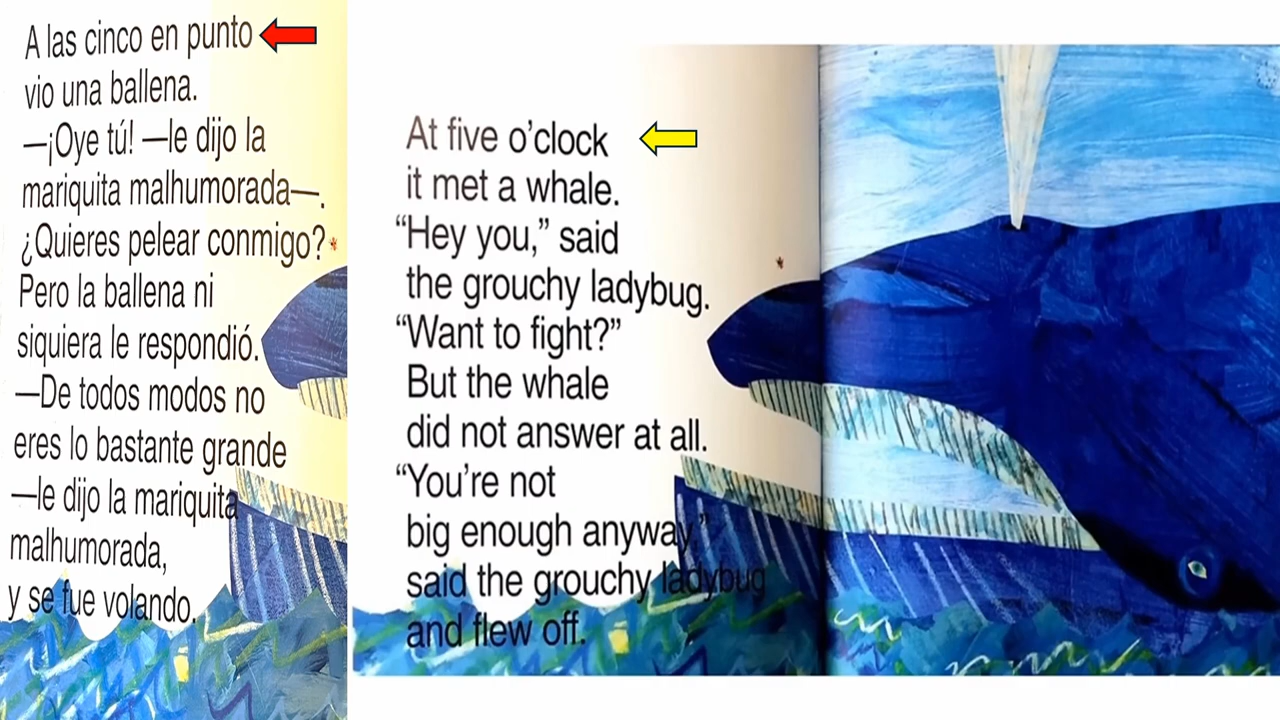 A las cinco en punto
vio una ballena.
—¡Oye tú! —le dijo la
mariquita malhumorada—.
¿Quieres pelear conmigo?
Pero la ballena ni
siquiera le respondió.
—De todos modos no
eres lo bastante grande
—le dijo la mariquita
malhumorada,
y se fue volando.
At five o’clock
it met a whale.
“Hey you,” said
the grouchy ladybug.
“Want to fight?”
But the whale
did not answer at all.
“You’re not
big enough anyway,”
said the grouchy ladybug
and flew off.